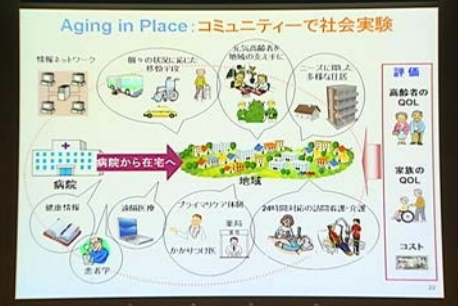 Aging in Place:コミュニティーで社会実験
情報ネットワーク
個々の状況に応じた
移動手段
元気高齢者を
地域の支え手に
ニーズに即した
多様な住居
評価
高齢者の
QOL
病院から在宅へ
病院
地域
家族の
QOL
健康情報
遠隔医療
プライマリケア体制
薬局
かかりつけ医
24時間対応の訪問看護・介護
患者学
コスト
23